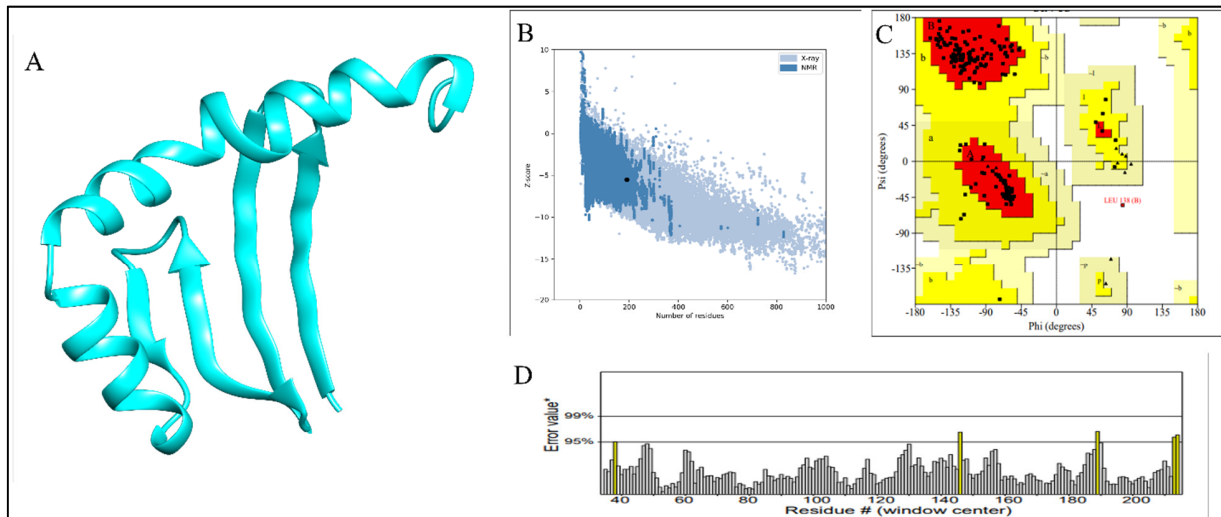 A
B
X-ray
NMR
Z-score
10
5
0
−5
−10
−15
−20
0
200
400
600
800
1000
Number of residues
C
Psi (degrees)
180
135
90
45
0
-45
-90
-135
-180
-135
-90
-45
0
45
90
135
180
Phi (degrees)
B
b
~b
~b
b
~l
l
a
A
~a
LEU 138 (B)
b
~b
~p
p
~b
D
Error value*
99%
95%
40
60
80
100
120
140
160
180
200
Residue # (window center)